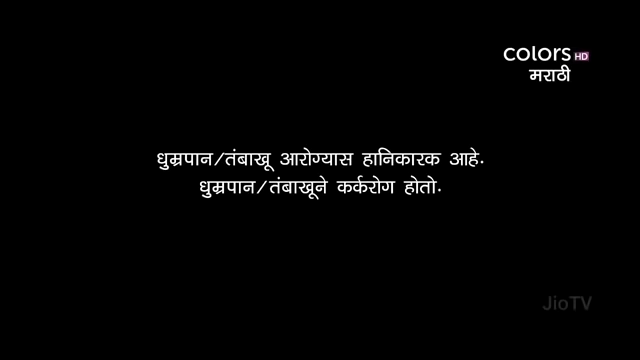 colors HD
मराठी
धुम्रपान/तंबाखू आरोग्यास हानिकारक आहे.
धुम्रपान/तंबाखूने कर्करोग होतो.
JioTV